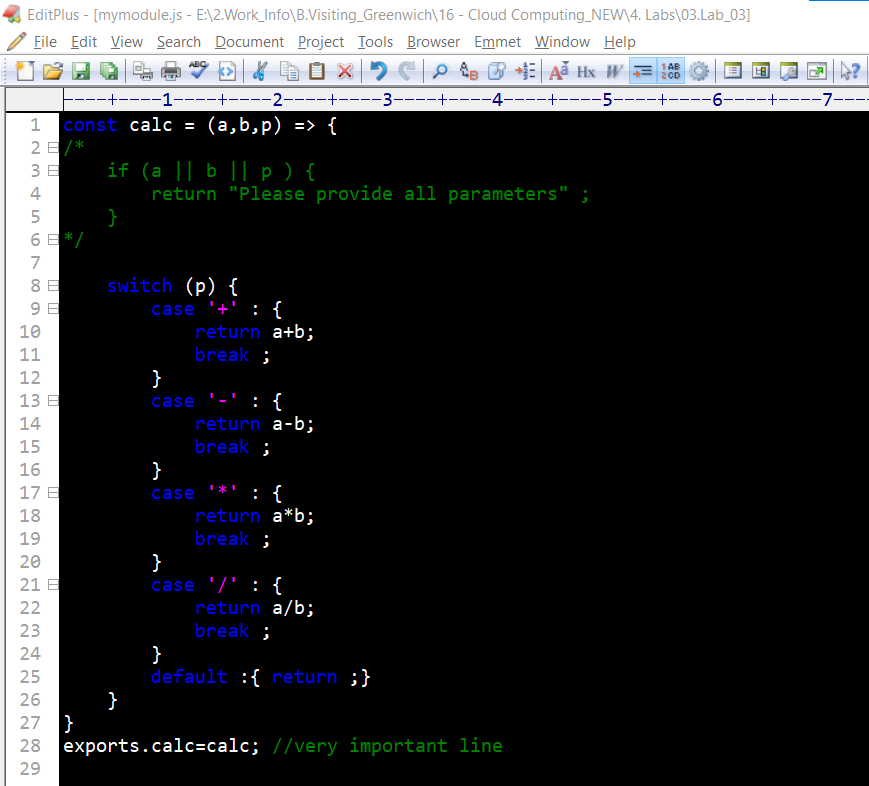 EditPlus - [mymodule.js - E:\2.Work_Info\B.Visiting_Greenwich\16 - Cloud Computing_NEW\4. Labs\03.Lab_03]
File Edit View Search Document Project Tools Browser Emmet Window Help
ABC A B A a Hx W 1AB 2CD ?
----+----1----+----2----+----3----+----4----+----5----+----6----+----7----
1 const calc = (a,b,p) => {
2 /*
3     if (a || b || p ) {
4         return "Please provide all parameters" ;
5     }
6 */
7
8     switch (p) {
9         case '+' : {
10             return a+b;
11             break ;
12         }
13         case '-' : {
14             return a-b;
15             break ;
16         }
17         case '*' : {
18             return a*b;
19             break ;
20         }
21         case '/' : {
22             return a/b;
23             break ;
24         }
25         default :{ return ;}
26     }
27 }
28 exports.calc=calc; //very important line
29